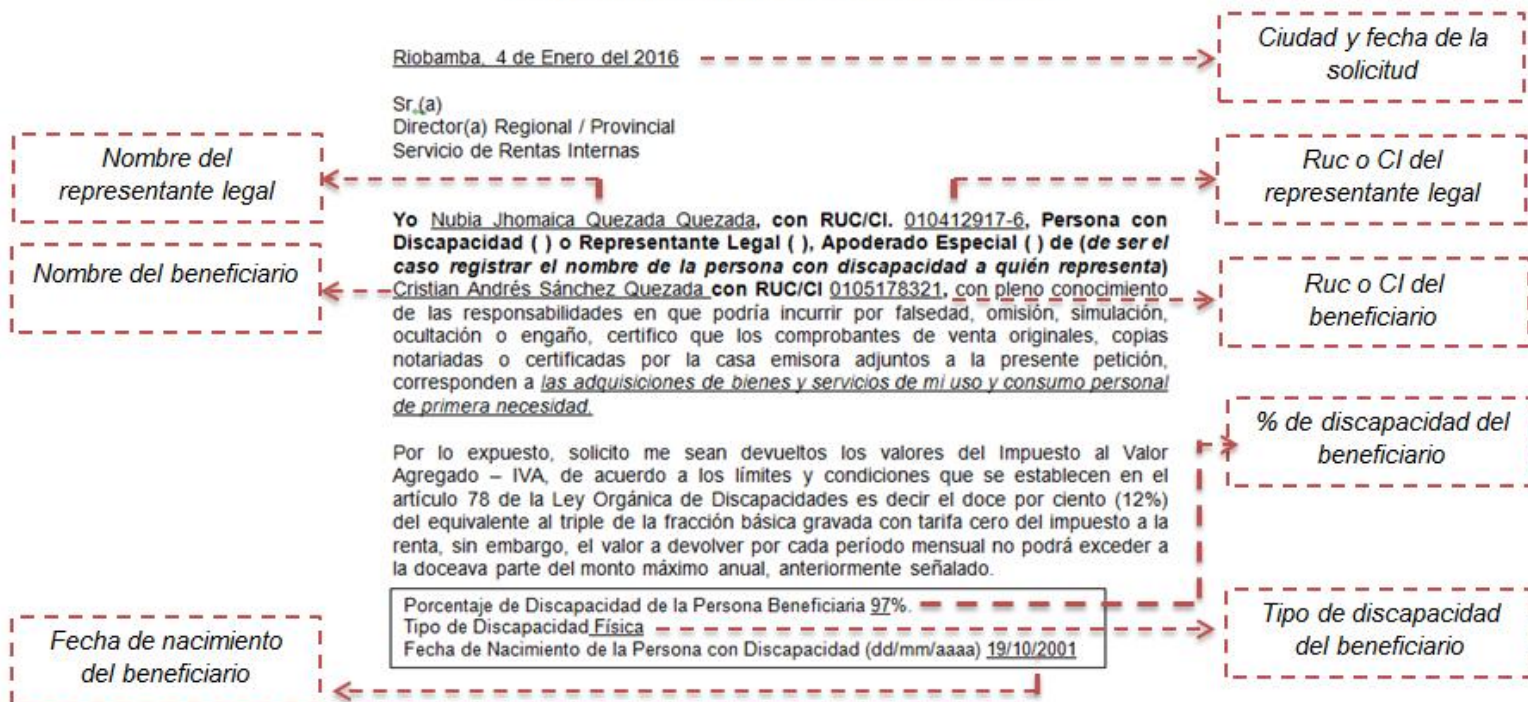 Riobamba, 4 de Enero del 2016
Ciudad y fecha de la
solicitud
Sr.(a)
Director(a) Regional / Provincial
Servicio de Rentas Internas
Nombre del
representante legal
Ruc o CI del
representante legal
Yo Nubia Jhomaica Quezada Quezada, con RUC/CI. 010412917-6, Persona con
Discapacidad ( ) o Representante Legal ( ), Apoderado Especial ( ) de (de ser el
caso registrar el nombre de la persona con discapacidad a quién representa)
Cristian Andrés Sánchez Quezada con RUC/CI 0105178321, con pleno conocimiento
de las responsabilidades en que podría incurrir por falsedad, omisión, simulación,
ocultación o engaño, certifico que los comprobantes de venta originales, copias
notariadas o certificadas por la casa emisora adjuntos a la presente petición,
corresponden a las adquisiciones de bienes y servicios de mi uso y consumo personal
de primera necesidad.
Nombre del beneficiario
Ruc o CI del
beneficiario
Por lo expuesto, solicito me sean devueltos los valores del Impuesto al Valor
Agregado – IVA, de acuerdo a los límites y condiciones que se establecen en el
artículo 78 de la Ley Orgánica de Discapacidades es decir el doce por ciento (12%)
del equivalente al triple de la fracción básica gravada con tarifa cero del impuesto a la
renta, sin embargo, el valor a devolver por cada período mensual no podrá exceder a
la doceava parte del monto máximo anual, anteriormente señalado.
% de discapacidad del
beneficiario
Porcentaje de Discapacidad de la Persona Beneficiaria 97%.
Tipo de Discapacidad Física
Fecha de Nacimiento de la Persona con Discapacidad (dd/mm/aaaa) 19/10/2001
Tipo de discapacidad
del beneficiario
Fecha de nacimiento
del beneficiario